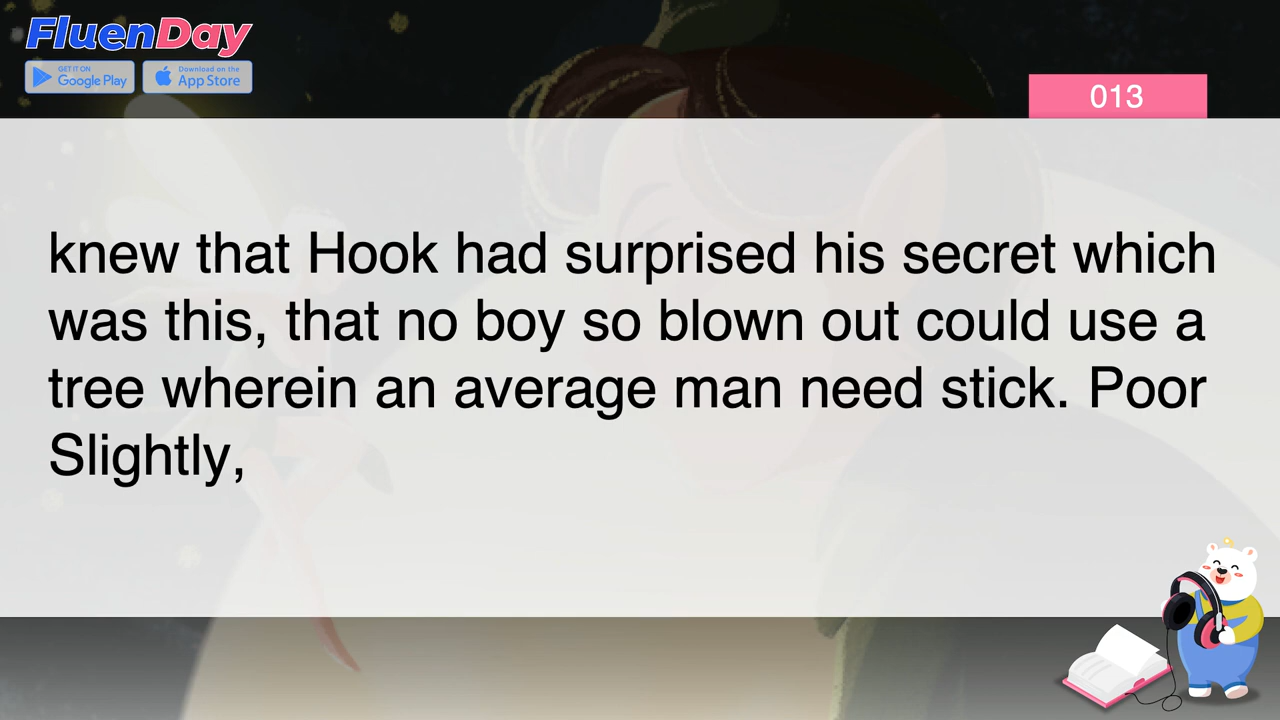 FluenDay
GET IT ON
Google Play
Download on the
App Store
013
knew that Hook had surprised his secret which
was this, that no boy so blown out could use a
tree wherein an average man need stick. Poor
Slightly,